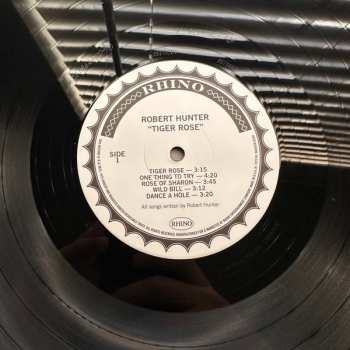 RHINO
ROBERT HUNTER
"TIGER ROSE"
SIDE
1
TIGER ROSE — 3:15
ONE THING TO TRY — 4:20
ROSE OF SHARON — 3:45
WILD BILL — 3:12
DANCE A HOLE — 3:20
All songs written by Robert Hunter
RHINO